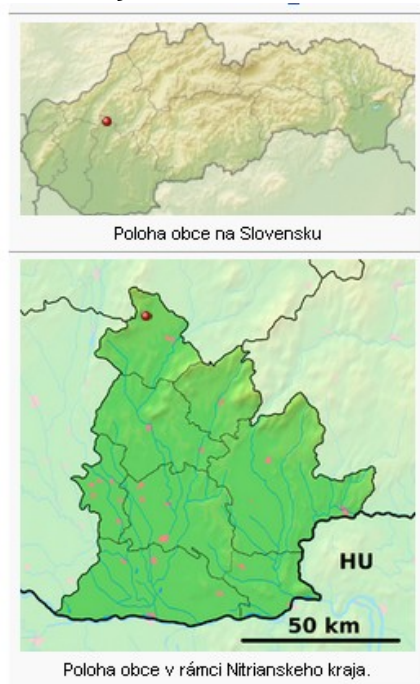 Poloha obce na Slovensku
HU
50 km
Poloha obce v rámci Nitrianskeho kraja.